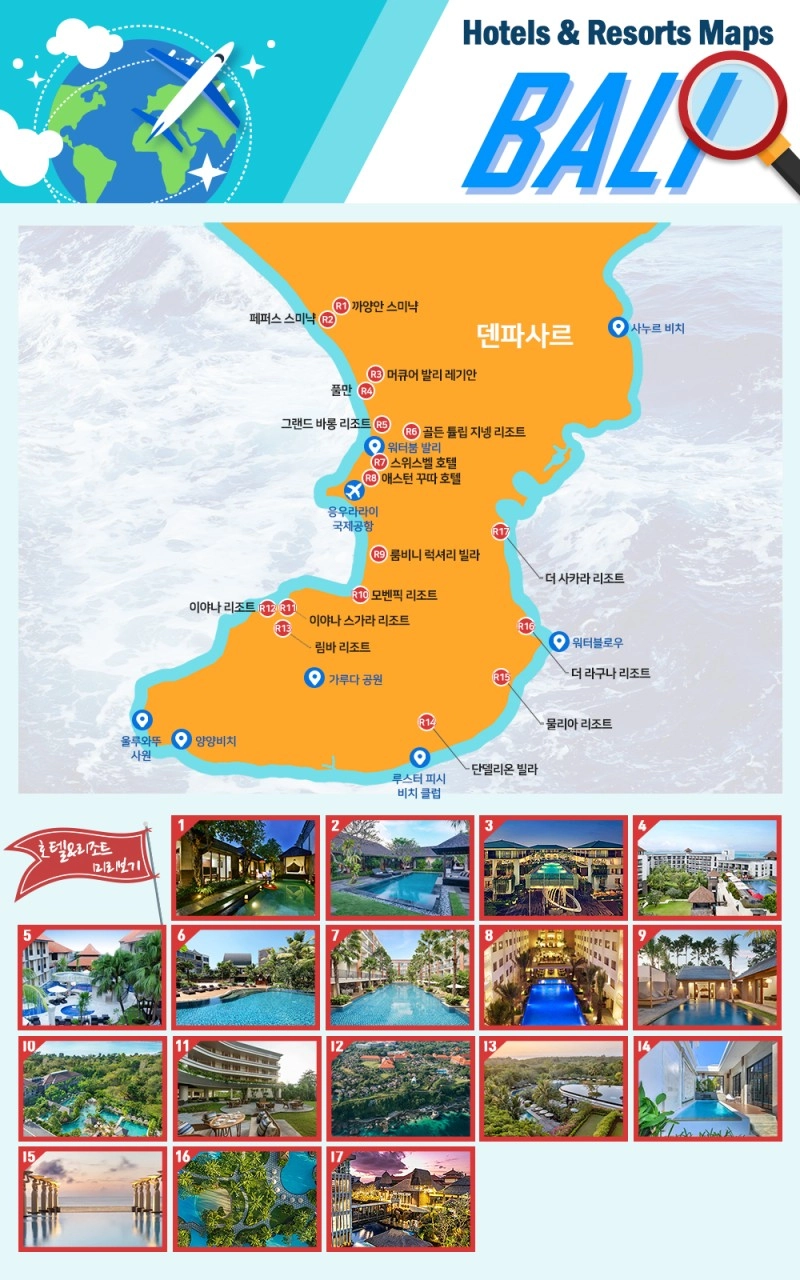 Hotels & Resorts Maps
BALI
R1 까양안 스미냑
페퍼스 스미냑 R2
덴파사르
사누르 비치
R3 머큐어 발리 레기안
풀만 R4
그랜드 바롱 리조트 R5
R6 골든 튤립 지넹 리조트
워터붐 발리
R7 스위스벨 호텔
R8 애스턴 꾸따 호텔
응우라라이
국제공항
R17
R9 룸비니 럭셔리 빌라
더 사카라 리조트
R10 모벤픽 리조트
이야나 리조트 R12 R11
이야나 스가라 리조트
R13
림바 리조트
R16
워터블로우
더 라구나 리조트
가루다 공원
R15
물리아 리조트
R14
울루와뚜
사원
양양비치
단델리온 빌라
루스터 피시
비치 클럽
호텔&리조트
미리보기
1
2
3
4
5
6
7
8
9
10
11
12
13
14
15
16
17